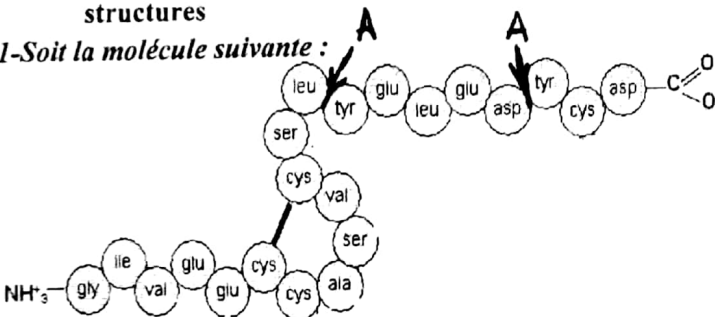 structures
1-Soit la molécule suivante :
A A
leu tyr glu leu glu asp tyr cys asp C O
O
ser
cys val
ser
NH⁺₃ gly ile val glu glu cys cys ala